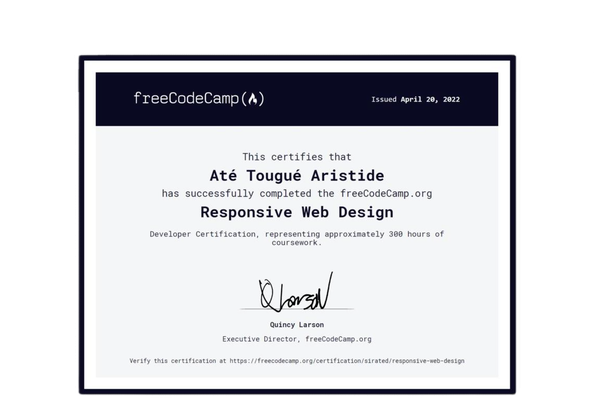 freeCodeCamp(🔥)
Issued April 20, 2022
This certifies that
Até Tougué Aristide
has successfully completed the freeCodeCamp.org
Responsive Web Design
Developer Certification, representing approximately 300 hours of
coursework.
Q Larson
Quincy Larson
Executive Director, freeCodeCamp.org
Verify this certification at https://freecodecamp.org/certification/sirated/responsive-web-design